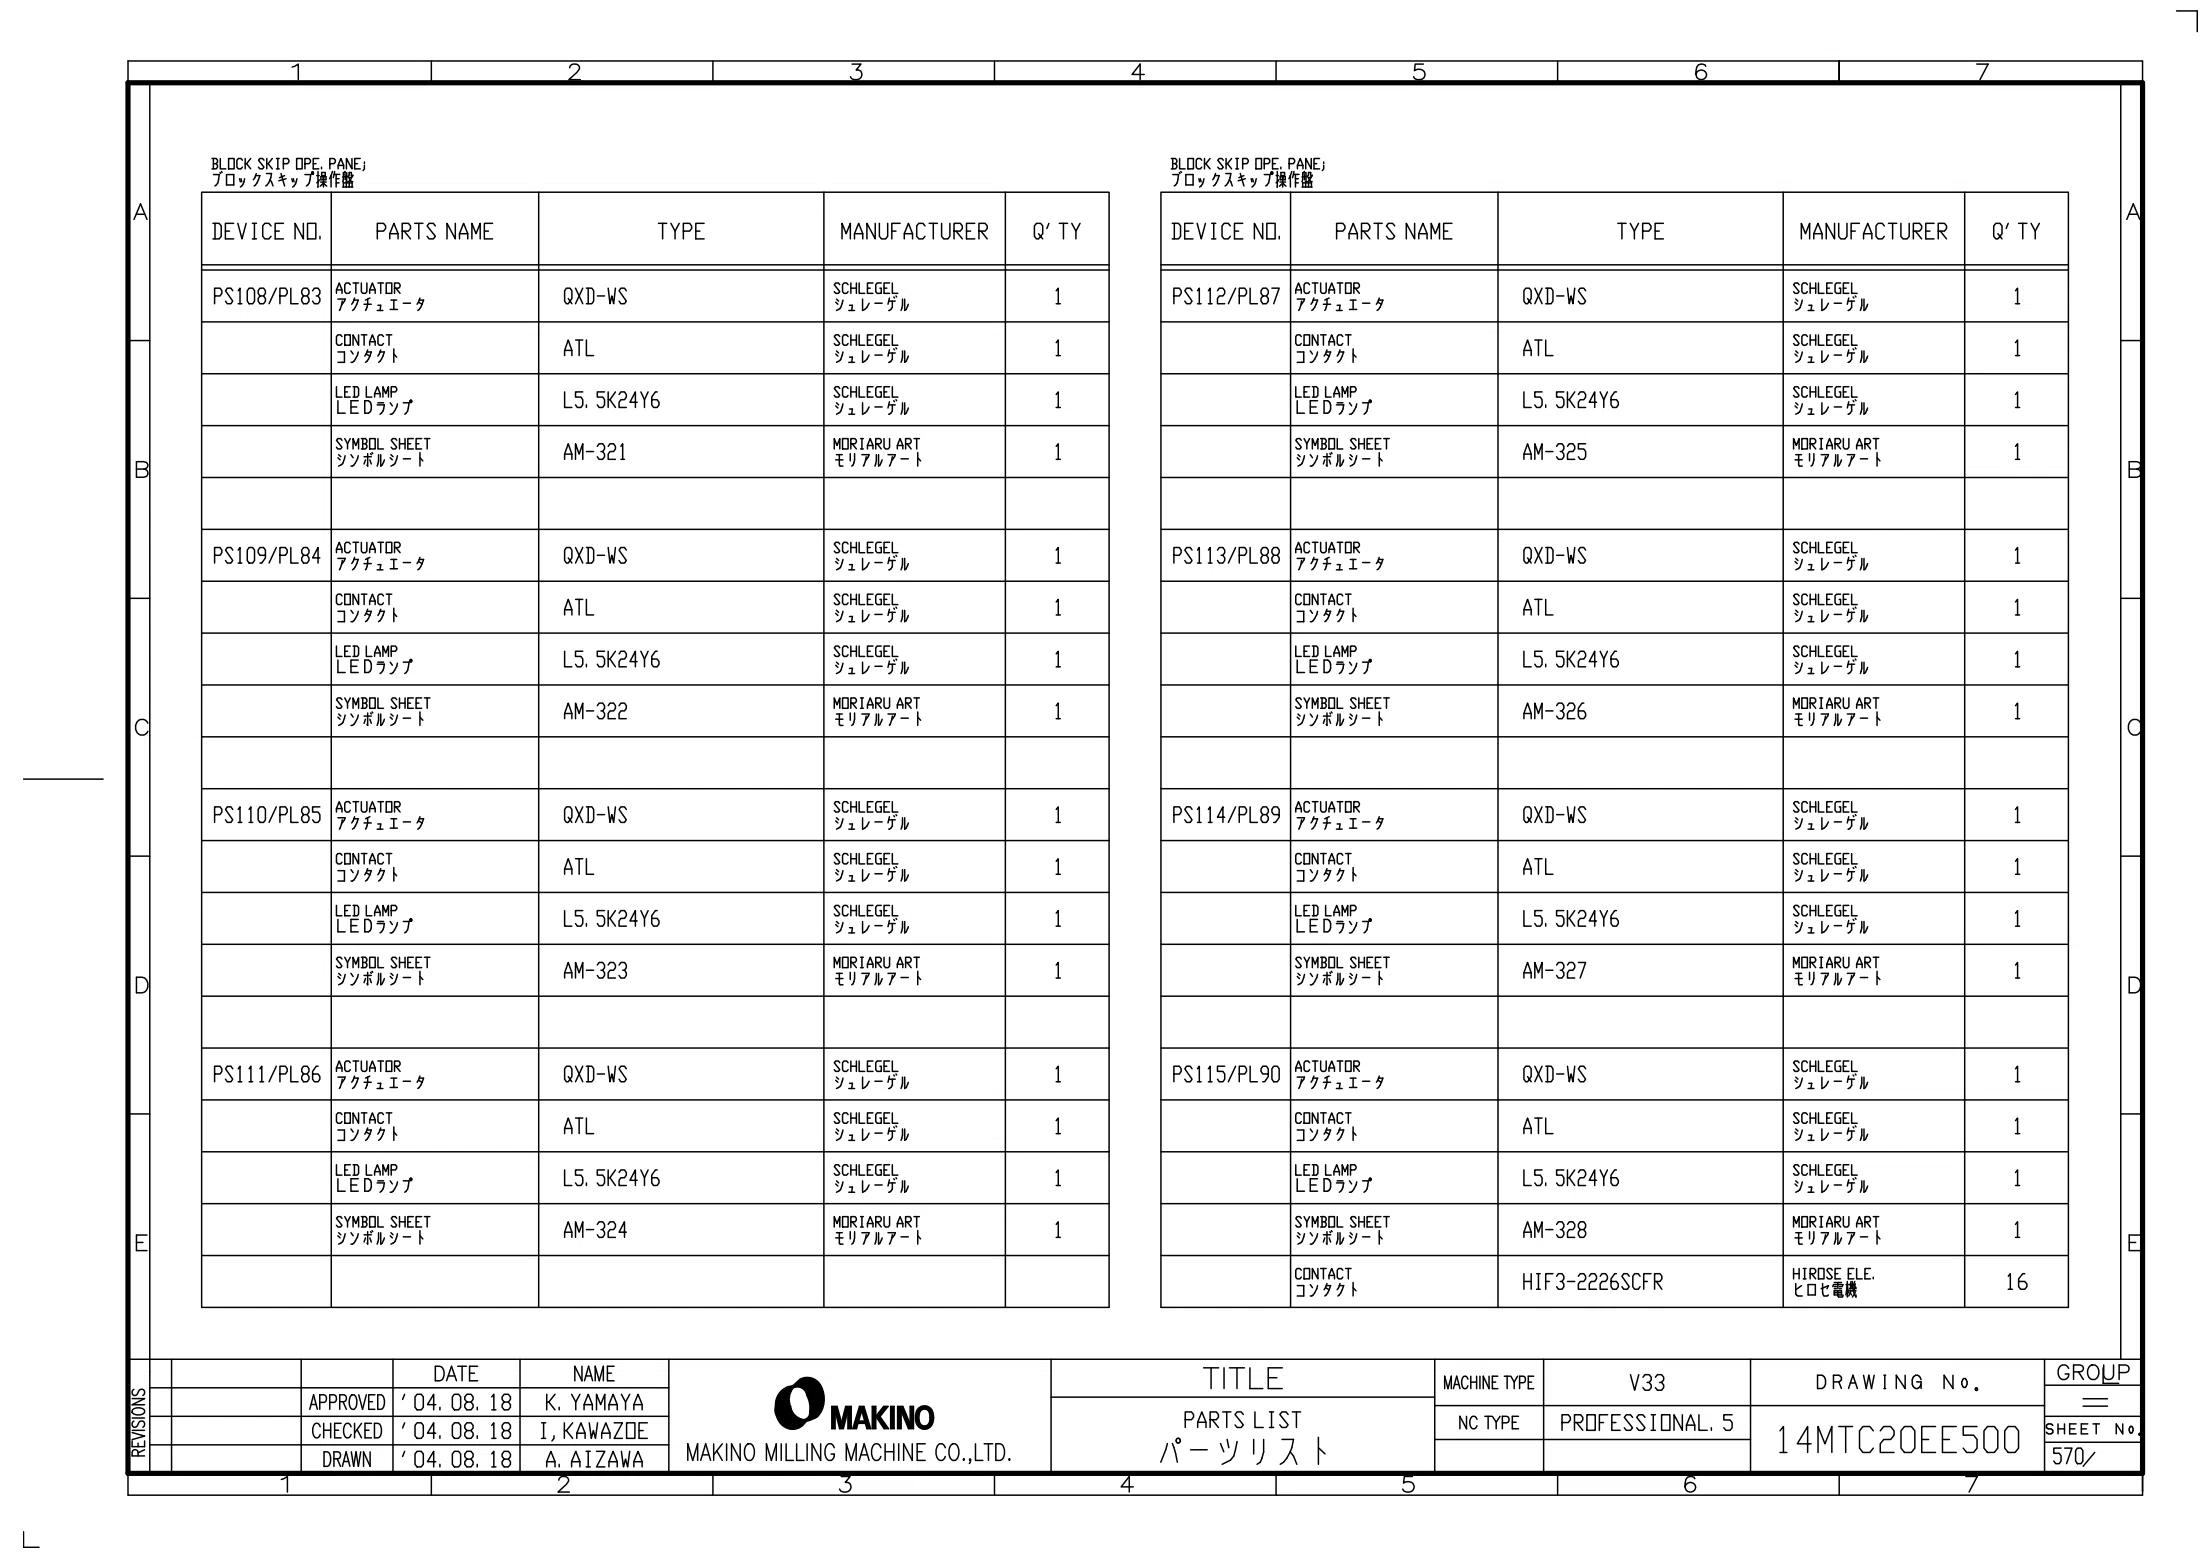 1 2 3 4 5 6 7
BLOCK SKIP OPE. PANE;
ブロックスキップ操作盤
DEVICE NO. PARTS NAME TYPE MANUFACTURER Q'TY
PS108/PL83 ACTUATOR QXD-WS SCHLEGEL 1
アクチュエータ シュレーゲル
CONTACT ATL SCHLEGEL 1
コンタクト シュレーゲル
LED LAMP L5.5K24Y6 SCHLEGEL 1
LEDランプ シュレーゲル
SYMBOL SHEET AM-321 MORIARU ART 1
シンボルシート モリアルアート
PS109/PL84 ACTUATOR QXD-WS SCHLEGEL 1
アクチュエータ シュレーゲル
CONTACT ATL SCHLEGEL 1
コンタクト シュレーゲル
LED LAMP L5.5K24Y6 SCHLEGEL 1
LEDランプ シュレーゲル
SYMBOL SHEET AM-322 MORIARU ART 1
シンボルシート モリアルアート
PS110/PL85 ACTUATOR QXD-WS SCHLEGEL 1
アクチュエータ シュレーゲル
CONTACT ATL SCHLEGEL 1
コンタクト シュレーゲル
LED LAMP L5.5K24Y6 SCHLEGEL 1
LEDランプ シュレーゲル
SYMBOL SHEET AM-323 MORIARU ART 1
シンボルシート モリアルアート
PS111/PL86 ACTUATOR QXD-WS SCHLEGEL 1
アクチュエータ シュレーゲル
CONTACT ATL SCHLEGEL 1
コンタクト シュレーゲル
LED LAMP L5.5K24Y6 SCHLEGEL 1
LEDランプ シュレーゲル
SYMBOL SHEET AM-324 MORIARU ART 1
シンボルシート モリアルアート
BLOCK SKIP OPE. PANE;
ブロックスキップ操作盤
DEVICE NO. PARTS NAME TYPE MANUFACTURER Q'TY
PS112/PL87 ACTUATOR QXD-WS SCHLEGEL 1
アクチュエータ シュレーゲル
CONTACT ATL SCHLEGEL 1
コンタクト シュレーゲル
LED LAMP L5.5K24Y6 SCHLEGEL 1
LEDランプ シュレーゲル
SYMBOL SHEET AM-325 MORIARU ART 1
シンボルシート モリアルアート
PS113/PL88 ACTUATOR QXD-WS SCHLEGEL 1
アクチュエータ シュレーゲル
CONTACT ATL SCHLEGEL 1
コンタクト シュレーゲル
LED LAMP L5.5K24Y6 SCHLEGEL 1
LEDランプ シュレーゲル
SYMBOL SHEET AM-326 MORIARU ART 1
シンボルシート モリアルアート
PS114/PL89 ACTUATOR QXD-WS SCHLEGEL 1
アクチュエータ シュレーゲル
CONTACT ATL SCHLEGEL 1
コンタクト シュレーゲル
LED LAMP L5.5K24Y6 SCHLEGEL 1
LEDランプ シュレーゲル
SYMBOL SHEET AM-327 MORIARU ART 1
シンボルシート モリアルアート
PS115/PL90 ACTUATOR QXD-WS SCHLEGEL 1
アクチュエータ シュレーゲル
CONTACT ATL SCHLEGEL 1
コンタクト シュレーゲル
LED LAMP L5.5K24Y6 SCHLEGEL 1
LEDランプ シュレーゲル
SYMBOL SHEET AM-328 MORIARU ART 1
シンボルシート モリアルアート
CONTACT HIF3-2226SCFR HIROSE ELE. 16
コンタクト ヒロセ電機
A A
B B
C C
D D
E E
REVISIONS
DATE NAME
APPROVED '04.08.18 K. YAMAYA
CHECKED '04.08.18 I, KAWAZOE
DRAWN '04.08.18 A. AIZAWA
MAKINO
MAKINO MILLING MACHINE CO.,LTD.
TITLE
PARTS LIST
パーツリスト
MACHINE TYPE V33
NC TYPE PROFESSIONAL.5
DRAWING No.
14MTC20EE500
GROUP
=
SHEET No.
570/
1 2 3 4 5 6 7